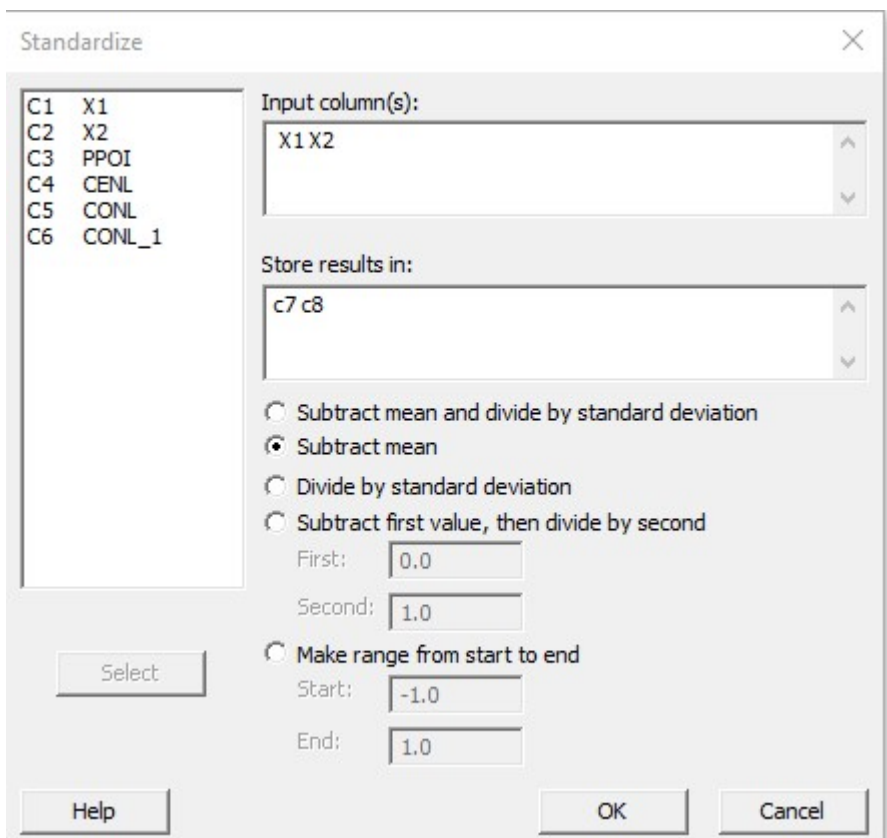 Standardize
C1 X1
C2 X2
C3 PPOI
C4 CENL
C5 CONL
C6 CONL_1
Input column(s):
X1 X2
Store results in:
c7 c8
Subtract mean and divide by standard deviation
Subtract mean
Divide by standard deviation
Subtract first value, then divide by second
First: 0.0
Second: 1.0
Make range from start to end
Start: -1.0
End: 1.0
Select
Help OK Cancel